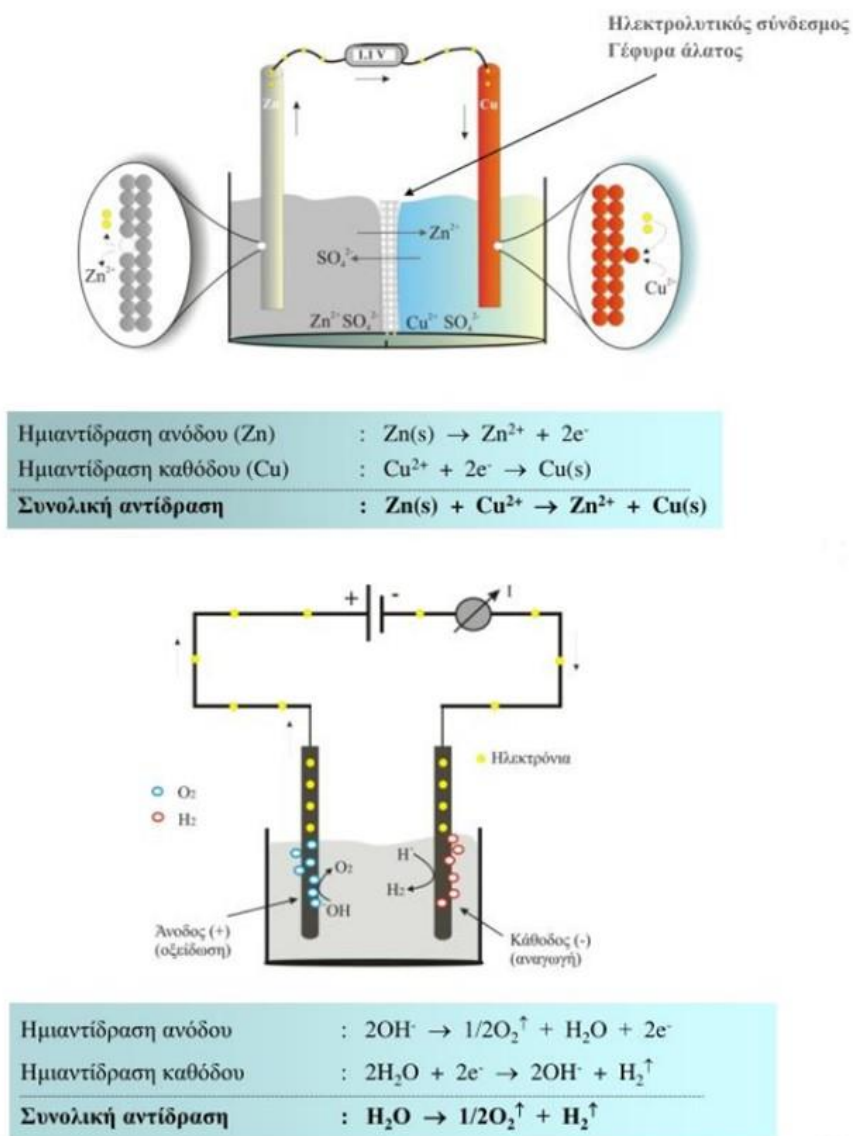 Ηλεκτρολυτικός σύνδεσμος
Γέφυρα άλατος
1.1 V
Zn
Cu
Zn²⁺
SO₄²⁻
Zn²⁺
Cu²⁺
Zn²⁺ SO₄²⁻ Cu²⁺ SO₄²⁻
Ημιαντίδραση ανόδου (Zn) : Zn(s) → Zn²⁺ + 2e⁻
Ημιαντίδραση καθόδου (Cu) : Cu²⁺ + 2e⁻ → Cu(s)
Συνολική αντίδραση : Zn(s) + Cu²⁺ → Zn²⁺ + Cu(s)
+ - I
Ηλεκτρόνια
O₂
H₂
O₂
H⁺
H₂
OH
Άνοδος (+)
(οξείδωση)
Κάθοδος (-)
(αναγωγή)
Ημιαντίδραση ανόδου : 2OH⁻ → 1/2O₂↑ + H₂O + 2e⁻
Ημιαντίδραση καθόδου : 2H₂O + 2e⁻ → 2OH⁻ + H₂↑
Συνολική αντίδραση : H₂O → 1/2O₂↑ + H₂↑